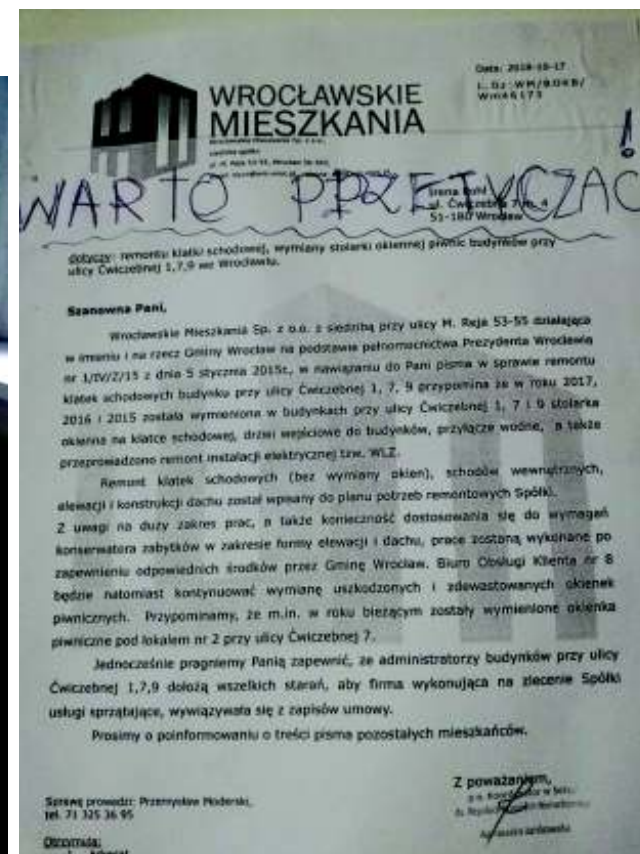 Data: 2018-10-17
WROCŁAWSKIE
MIESZKANIA
WARTO PRZECZYTAĆ!
ul. Ćwiczebna 7 m. 4
51-180 Wrocław
dotyczy: remontu klatki schodowej, wymiany stolarki okiennej piwnic budynków przy
ulicy Ćwiczebnej 1,7,9 we Wrocławiu.
Szanowna Pani,
Wrocławskie Mieszkania Sp. z o.o. z siedzibą przy ulicy M. Reja 53-55 działająca
w imieniu i na rzecz Gminy Wrocław na podstawie pełnomocnictwa Prezydenta Wrocławia
nr 1/IV/Z/15 z dnia 5 stycznia 2015r., w nawiązaniu do Pani pisma w sprawie remontu
klatek schodowych budynku przy ulicy Ćwiczebnej 1, 7, 9 przypomina że w roku 2017,
2016 i 2015 została wymieniona w budynkach przy ulicy Ćwiczebnej 1, 7 i 9 stolarka
okienna na klatce schodowej, drzwi wejściowe do budynków, przyłącze wodne, a także
przeprowadzono remont instalacji elektrycznej tzw. WLZ.
Remont klatek schodowych (bez wymiany okien), schodów wewnętrznych,
elewacji i konstrukcji dachu został wpisany do planu potrzeb remontowych Spółki.
Z uwagi na duży zakres prac, a także konieczność dostosowania się do wymagań
konserwatora zabytków w zakresie formy elewacji i dachu, prace zostaną wykonane po
zapewnieniu odpowiednich środków przez Gminę Wrocław. Biuro Obsługi Klienta nr 8
będzie natomiast kontynuować wymianę uszkodzonych i zdewastowanych okienek
piwnicznych. Przypominamy, że m.in. w roku bieżącym zostały wymienione okienka
piwniczne pod lokalem nr 2 przy ulicy Ćwiczebnej 7.
Jednocześnie pragniemy Panią zapewnić, że administratorzy budynków przy ulicy
Ćwiczebnej 1,7,9 dołożą wszelkich starań, aby firma wykonująca na zlecenie Spółki
usługi sprzątające, wywiązywała się z zapisów umowy.
Prosimy o poinformowaniu o treści pisma pozostałych mieszkańców.
Z poważaniem,
Sprawę prowadzi: Przemysław Moderski,
tel. 71 325 36 95
Otrzymują: